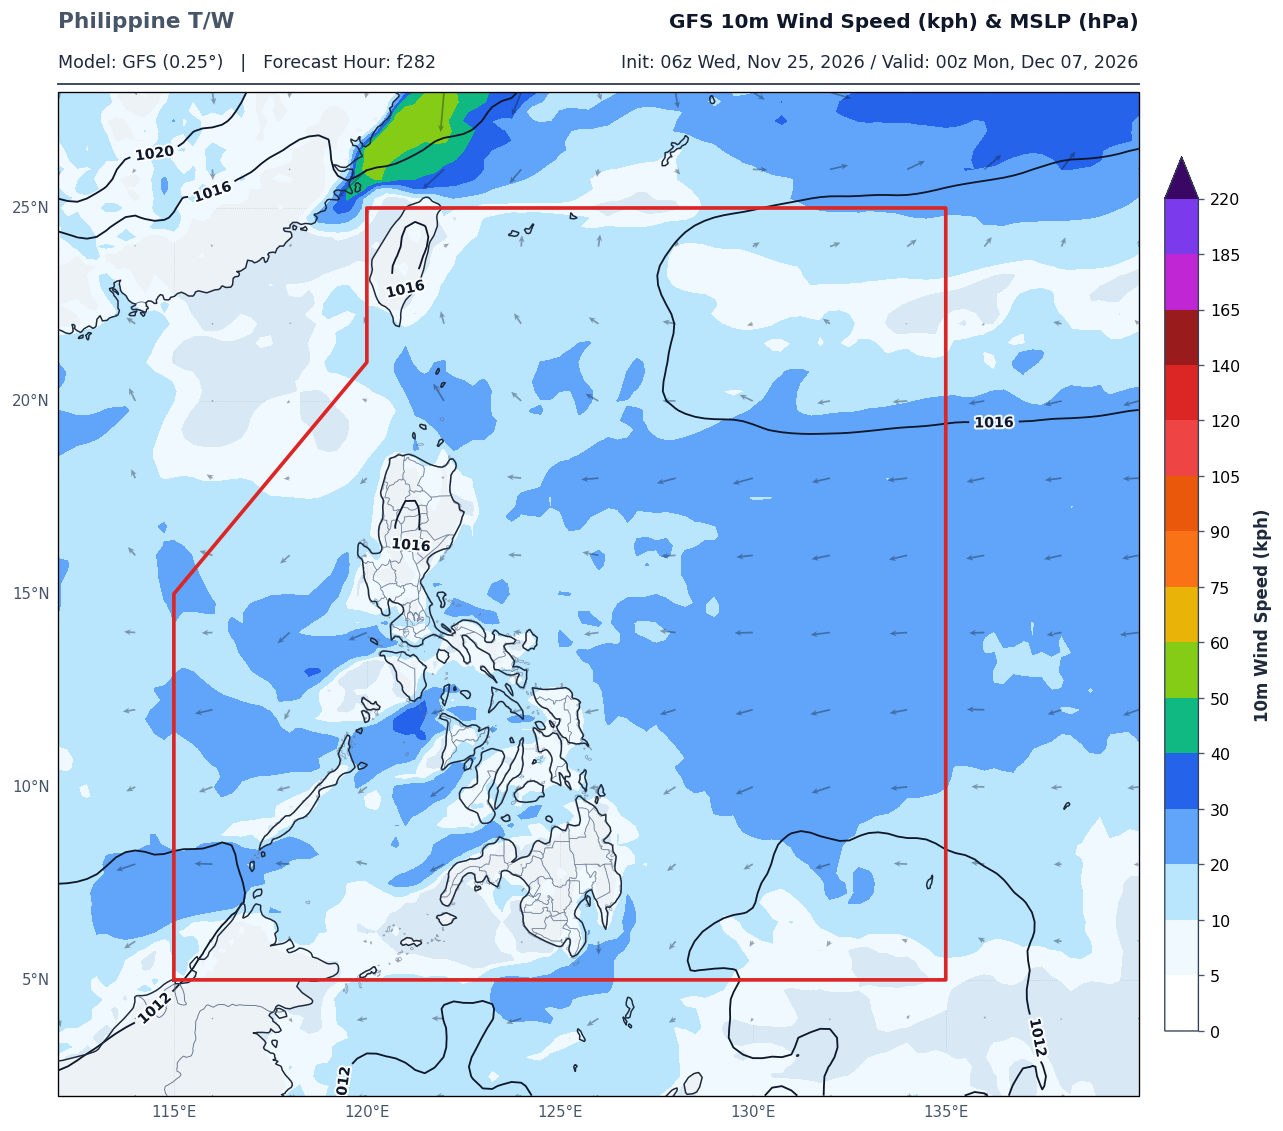 Philippine T/W
GFS 10m Wind Speed (kph) & MSLP (hPa)
Model: GFS (0.25°)   |   Forecast Hour: f282
Init: 06z Wed, Nov 25, 2026 / Valid: 00z Mon, Dec 07, 2026
1020
1016
1016
1016
1016
1012
1012
012
25°N
20°N
15°N
10°N
5°N
115°E
120°E
125°E
130°E
135°E
220
185
165
140
120
105
90
75
60
50
40
30
20
10
5
0
10m Wind Speed (kph)